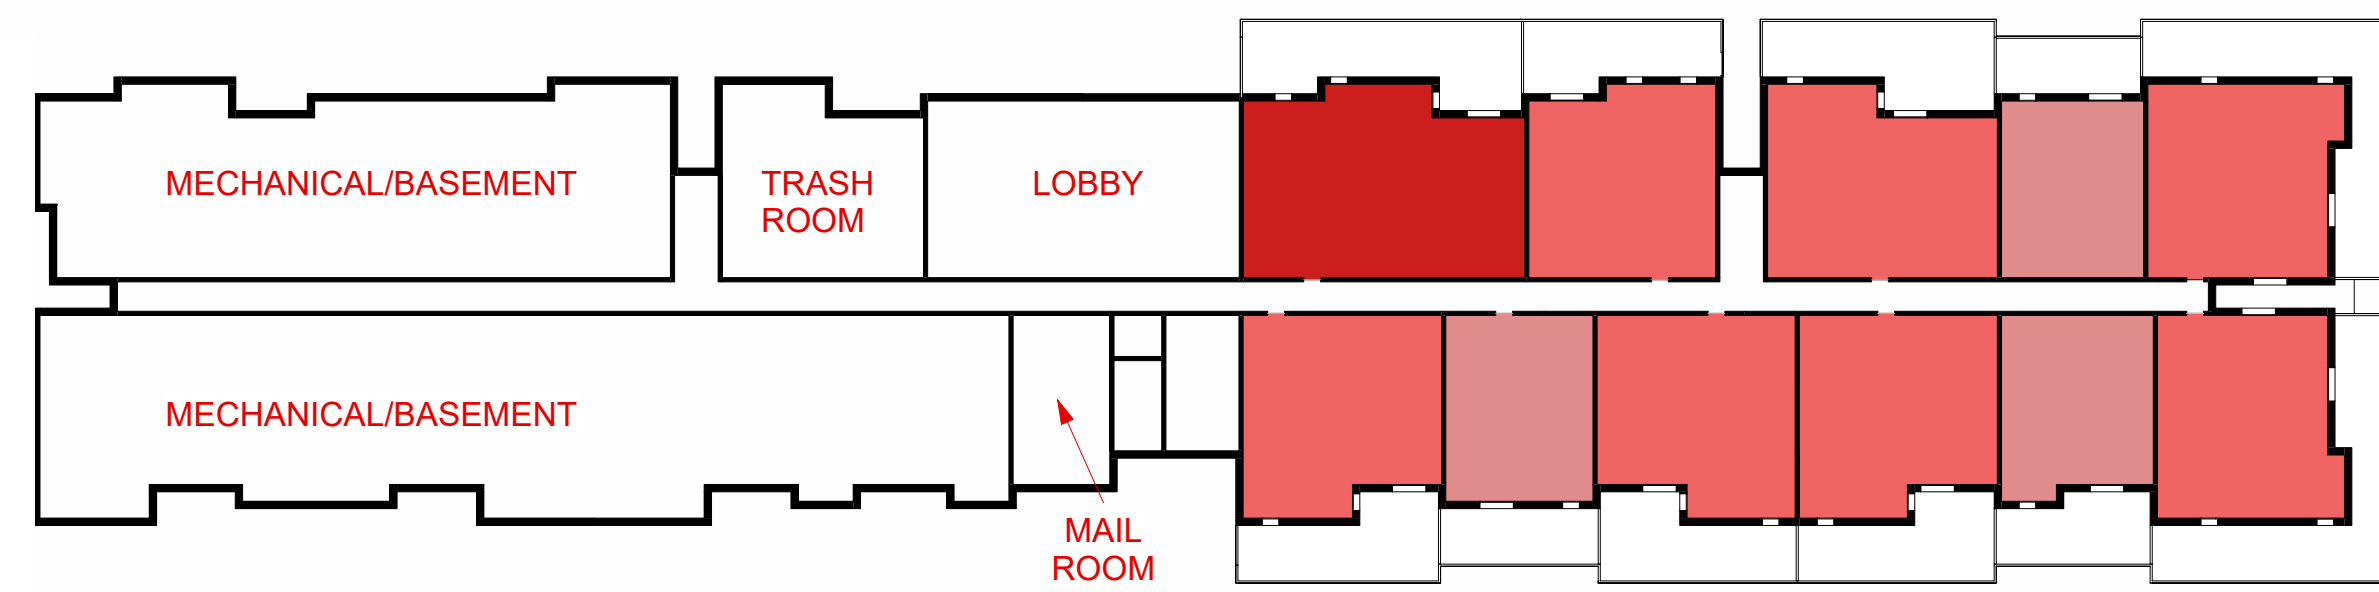 MECHANICAL/BASEMENT
TRASH
ROOM
LOBBY
MECHANICAL/BASEMENT
MAIL
ROOM